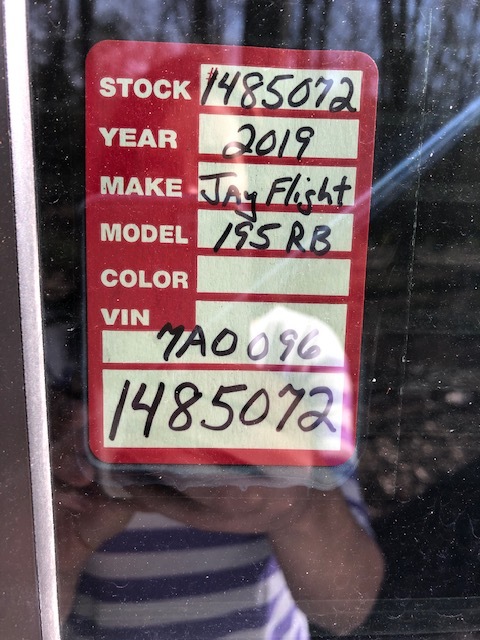 STOCK #1485072
YEAR 2019
MAKE JAy Flight
MODEL 195 RB
COLOR
VIN
7A0096
1485072